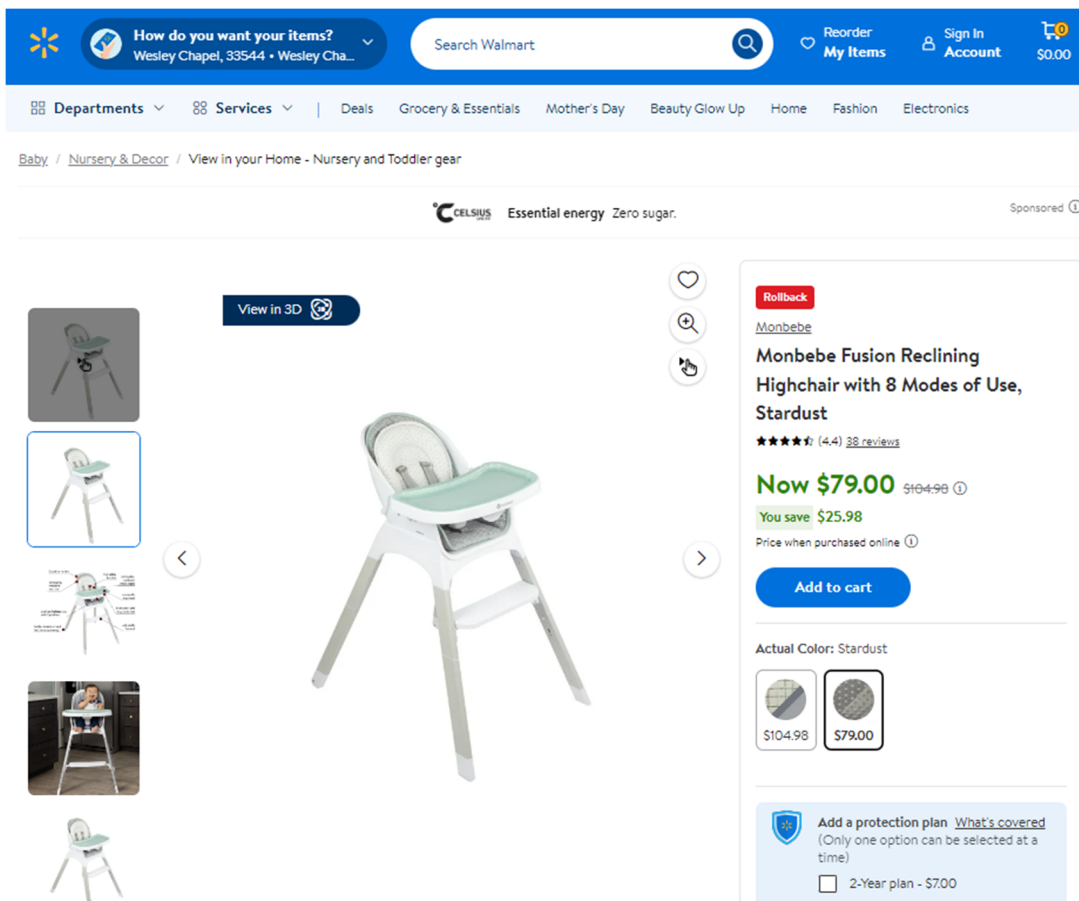 How do you want your items?
Wesley Chapel, 33544 • Wesley Cha...
Search Walmart
Reorder
My Items
Sign In
Account
0
$0.00
Departments
Services
Deals
Grocery & Essentials
Mother's Day
Beauty Glow Up
Home
Fashion
Electronics
Baby / Nursery & Decor / View in your Home - Nursery and Toddler gear
CELSIUS
Essential energy Zero sugar.
Sponsored
View in 3D
Rollback
Monbebe
Monbebe Fusion Reclining
Highchair with 8 Modes of Use,
Stardust
(4.4) 38 reviews
Now $79.00 $104.98
You save $25.98
Price when purchased online
Add to cart
Actual Color: Stardust
$104.98
$79.00
Add a protection plan What's covered
(Only one option can be selected at a
time)
2-Year plan - $7.00